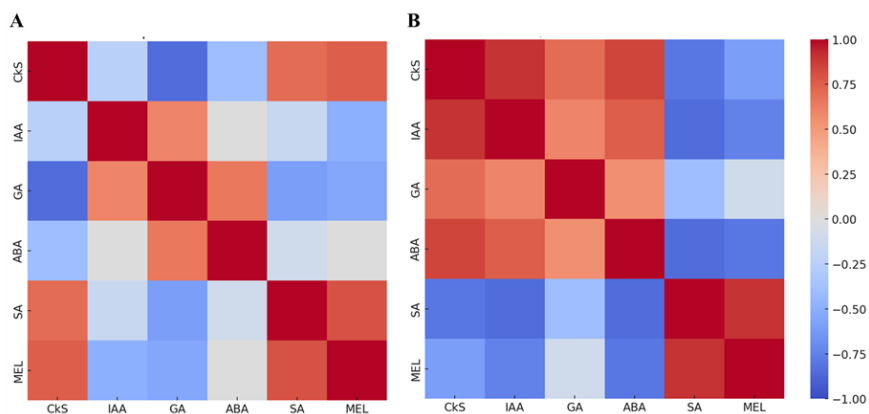 A
B
CkS
IAA
GA
ABA
SA
MEL
CkS IAA GA ABA SA MEL
CkS
IAA
GA
ABA
SA
MEL
CkS IAA GA ABA SA MEL
1.00
0.75
0.50
0.25
0.00
−0.25
−0.50
−0.75
−1.00